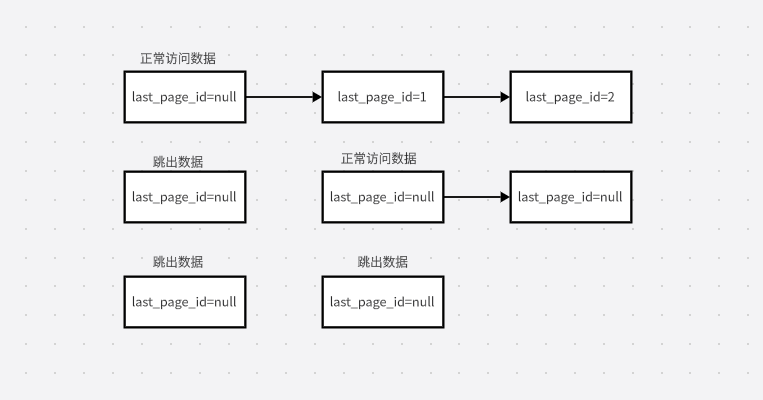 正常访问数据
last_page_id=null
last_page_id=1
last_page_id=2
跳出数据
正常访问数据
last_page_id=null
last_page_id=null
last_page_id=null
跳出数据
跳出数据
last_page_id=null
last_page_id=null